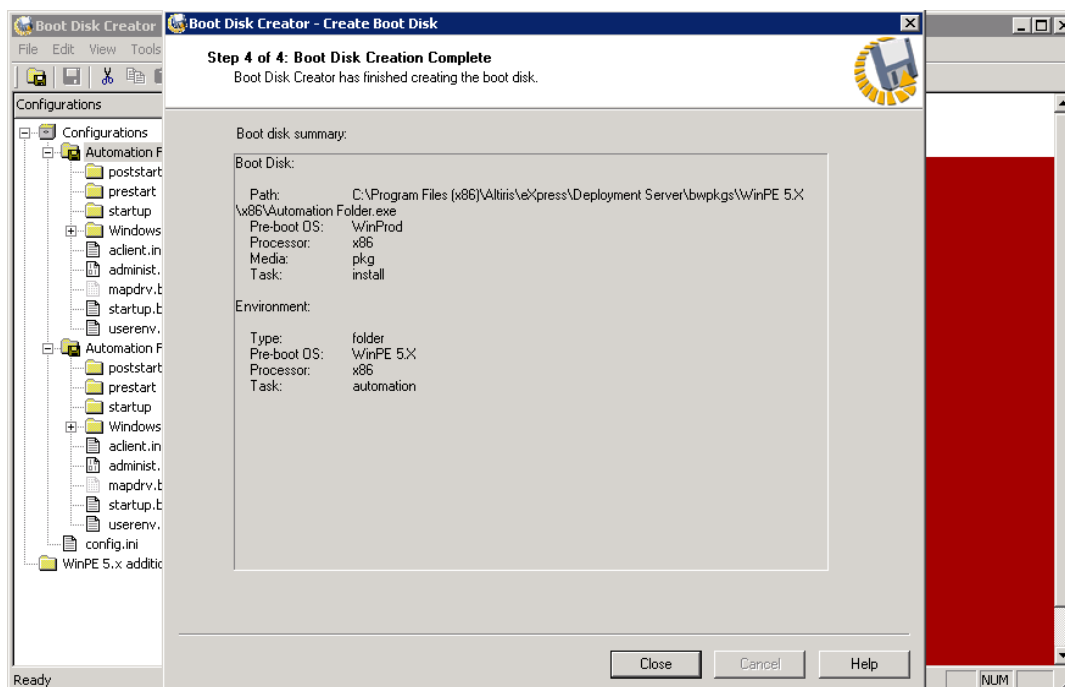 Boot Disk Creator
Boot Disk Creator - Create Boot Disk
File Edit View Tools
Step 4 of 4: Boot Disk Creation Complete
Boot Disk Creator has finished creating the boot disk.
Configurations
Configurations
Automation F
poststart
prestart
startup
Windows
aclient.in
administ.
mapdrv.b
startup.b
userenv.
Automation F
poststart
prestart
startup
Windows
aclient.in
administ.
mapdrv.b
startup.b
userenv.
config.ini
WinPE 5.x additic
Boot disk summary:
Boot Disk:
Path: C:\Program Files (x86)\Altiris\eXpress\Deployment Server\bwpkgs\WinPE 5.X
\x86\Automation Folder.exe
Pre-boot OS: WinProd
Processor: x86
Media: pkg
Task: install
Environment:
Type: folder
Pre-boot OS: WinPE 5.X
Processor: x86
Task: automation
Close Cancel Help
Ready NUM